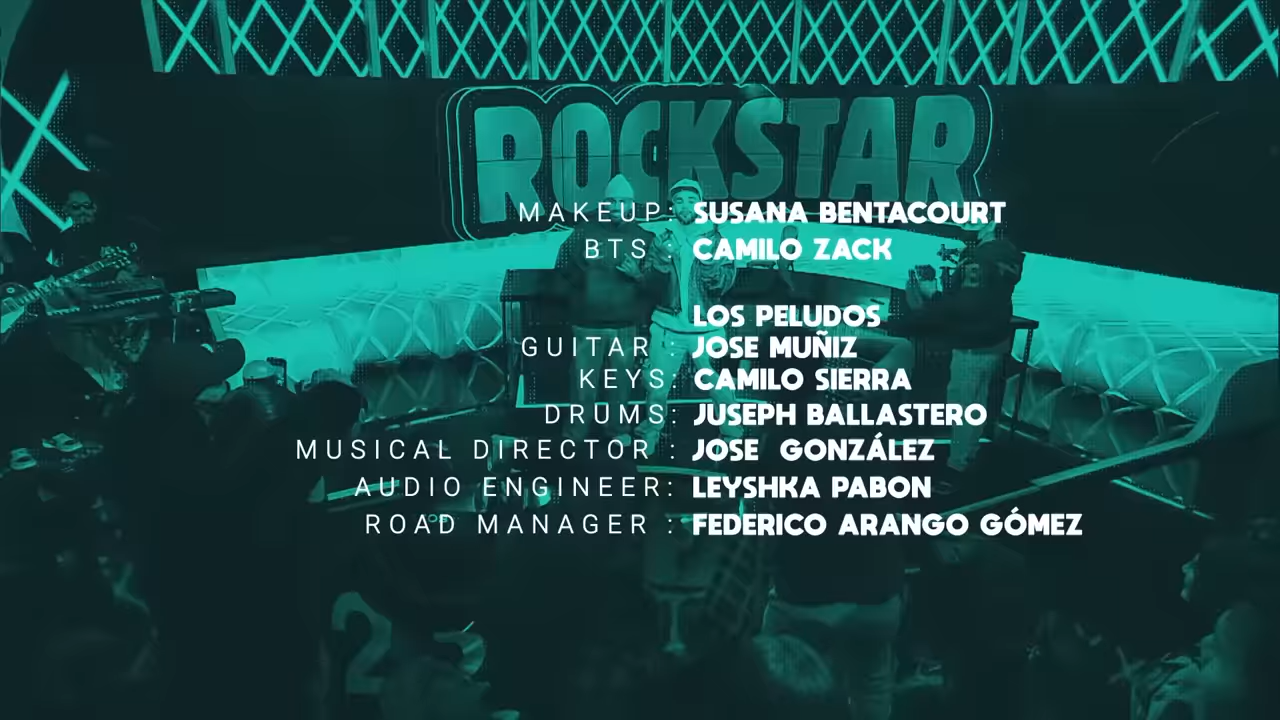 ROCKSTAR
MAKEUP: SUSANA BENTACOURT
BTS : CAMILO ZACK
LOS PELUDOS
GUITAR : JOSE MUÑIZ
KEYS: CAMILO SIERRA
DRUMS: JUSEPH BALLASTERO
MUSICAL DIRECTOR : JOSE GONZÁLEZ
AUDIO ENGINEER: LEYSHKA PABON
ROAD MANAGER : FEDERICO ARANGO GÓMEZ